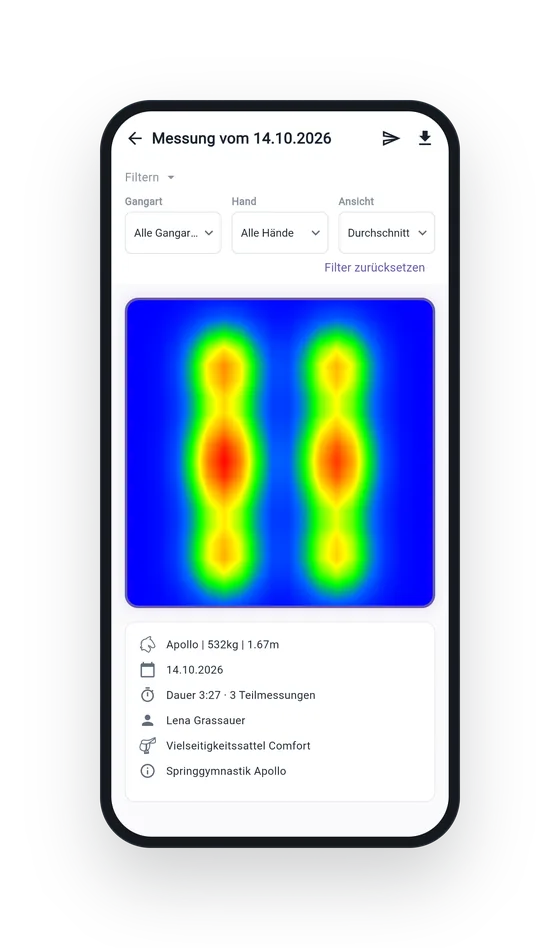 Messung vom 14.10.2026
Filtern
Gangart Hand Ansicht
Alle Gangar... Alle Hände Durchschnitt
Filter zurücksetzen
Apollo | 532kg | 1.67m
14.10.2026
Dauer 3:27 · 3 Teilmessungen
Lena Grassauer
Vielseitigkeitssattel Comfort
Springgymnastik Apollo